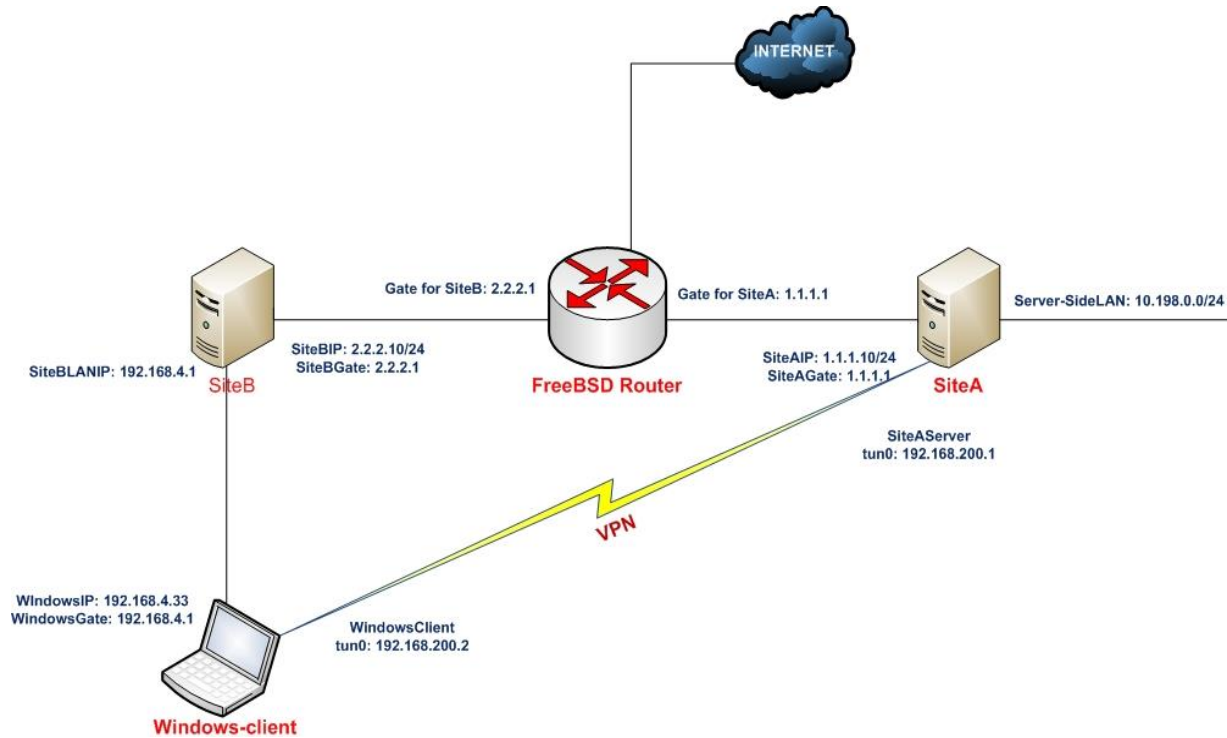 INTERNET
Gate for SiteB: 2.2.2.1
Gate for SiteA: 1.1.1.1
Server-SideLAN: 10.198.0.0/24
SiteBIP: 2.2.2.10/24
SiteBGate: 2.2.2.1
SiteAIP: 1.1.1.10/24
SiteAGate: 1.1.1.1
SiteBLANIP: 192.168.4.1
SiteB
FreeBSD Router
SiteA
SiteAServer
tun0: 192.168.200.1
VPN
WIndowsIP: 192.168.4.33
WindowsGate: 192.168.4.1
WindowsClient
tun0: 192.168.200.2
Windows-client